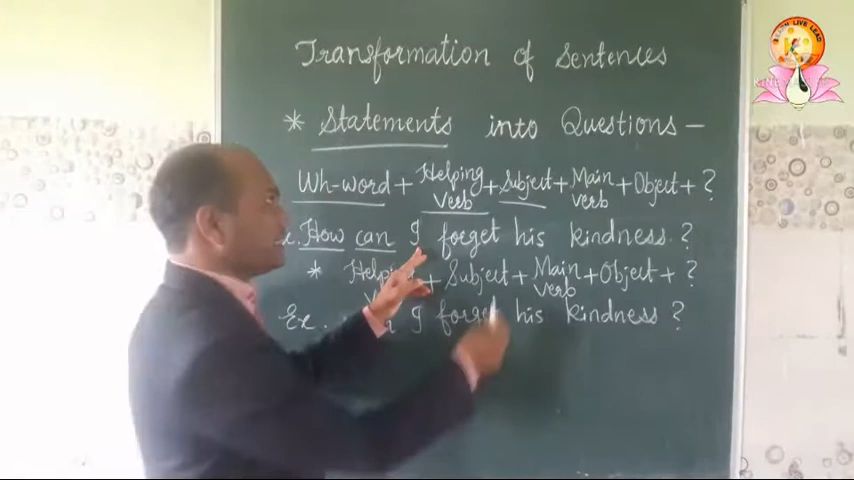 Transformation of Sentences
* Statements into Questions -
Wh-word + Helping verb + Subject + Main verb + Object + ?
How can I forget his kindness ?
* + Subject + Main verb + Object + ?
Ex. I forget his kindness ?
LIVE